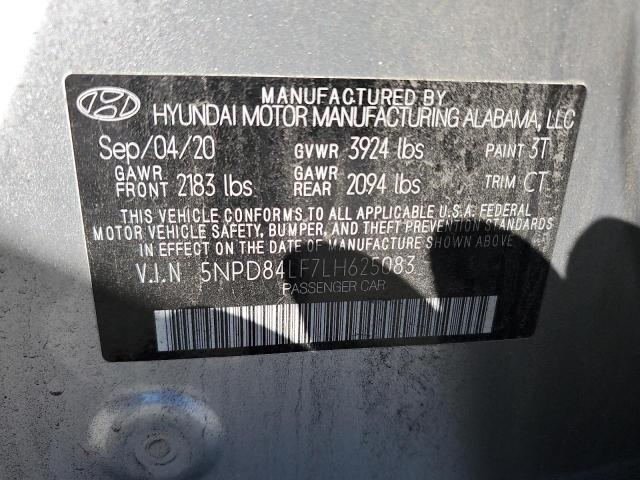 MANUFACTURED BY
HYUNDAI MOTOR MANUFACTURING ALABAMA, LLC
Sep/04/20 GVWR 3924 lbs PAINT 3T
GAWR FRONT 2183 lbs GAWR REAR 2094 lbs TRIM CT
THIS VEHICLE CONFORMS TO ALL APPLICABLE U.S.A. FEDERAL
MOTOR VEHICLE SAFETY, BUMPER, AND THEFT PREVENTION STANDARDS
IN EFFECT ON THE DATE OF MANUFACTURE SHOWN ABOVE.
V.I.N 5NPD84LF7LH625083
PASSENGER CAR